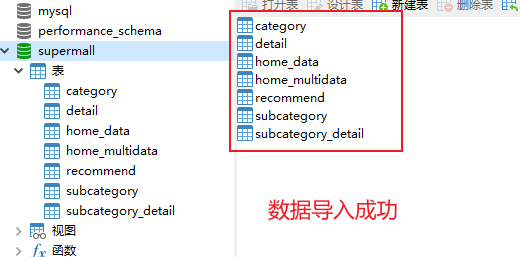 mysql
performance_schema
supermall
表
category
detail
home_data
home_multidata
recommend
subcategory
subcategory_detail
视图
fx 函数
打开表 设计表 新建表 删除表
category
detail
home_data
home_multidata
recommend
subcategory
subcategory_detail
数据导入成功